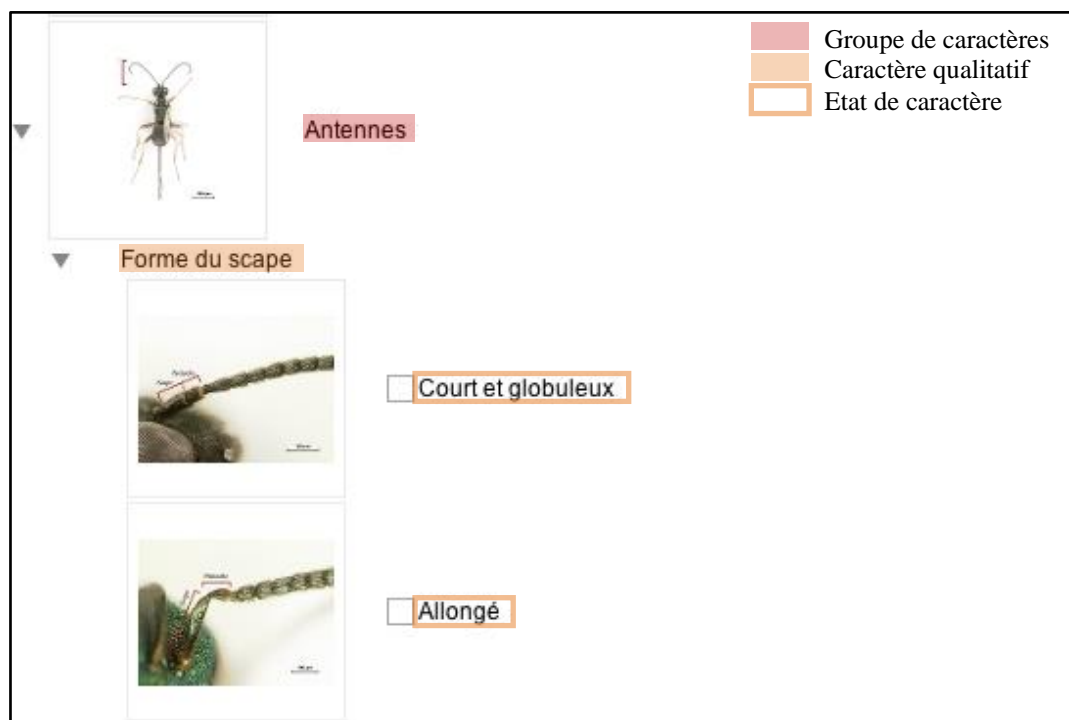 Groupe de caractères
Caractère qualitatif
Etat de caractère
Antennes
Forme du scape
Court et globuleux
Allongé